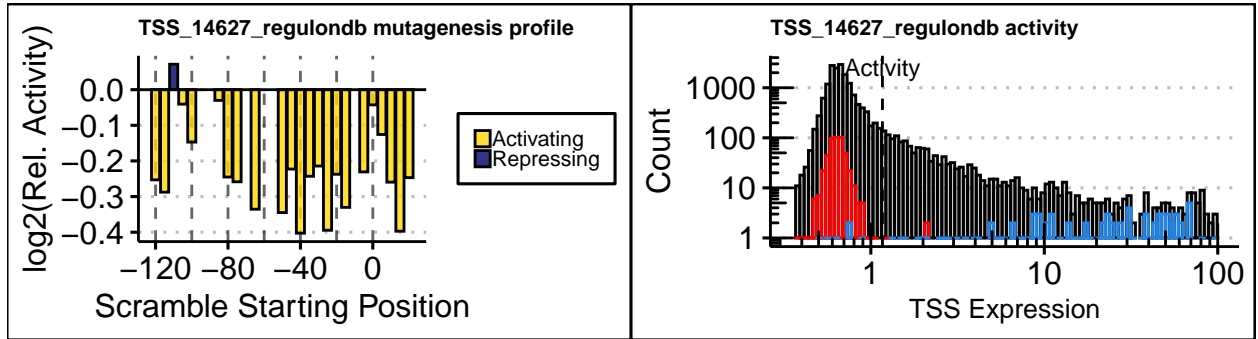 TSS_14627_regulondb mutagenesis profile
log2(Rel. Activity)
0.0
−0.1
−0.2
−0.3
−0.4
−120
−80
−40
0
Scramble Starting Position
Activating
Repressing
TSS_14627_regulondb activity
Activity
Count
1000
100
10
1
1
10
100
TSS Expression